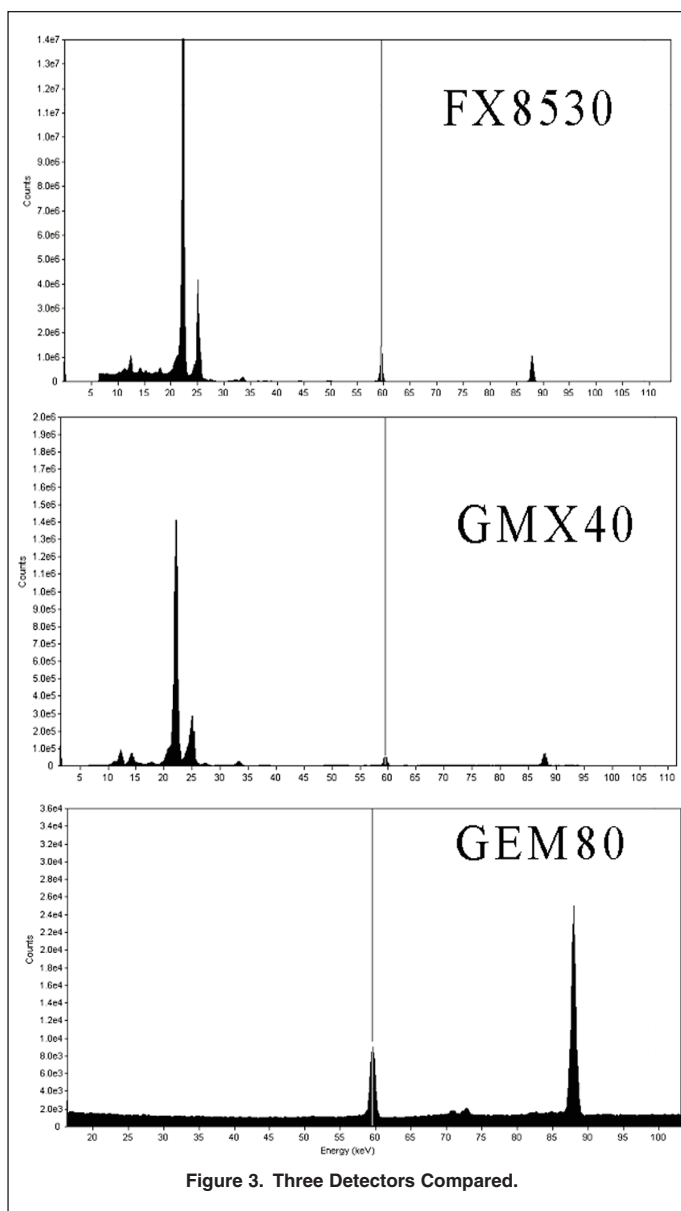 1.4e7
1.3e7
1.2e7
1.1e7
1.0e7
9.0e6
8.0e6
7.0e6
6.0e6
5.0e6
4.0e6
3.0e6
2.0e6
1.0e6
0
Counts
FX8530
5 10 15 20 25 30 35 40 45 50 55 60 65 70 75 80 85 90 95 100 105 110
2.0e6
1.9e6
1.8e6
1.7e6
1.6e6
1.5e6
1.4e6
1.3e6
1.2e6
1.1e6
1.0e6
9.0e5
8.0e5
7.0e5
6.0e5
5.0e5
4.0e5
3.0e5
2.0e5
1.0e5
0
Counts
GMX40
5 10 15 20 25 30 35 40 45 50 55 60 65 70 75 80 85 90 95 100 105 110
3.6e4
3.4e4
3.2e4
3.0e4
2.8e4
2.6e4
2.4e4
2.2e4
2.0e4
1.8e4
1.6e4
1.4e4
1.2e4
1.0e4
8.0e3
6.0e3
4.0e3
2.0e3
0
Counts
GEM80
20 25 30 35 40 45 50 55 60 65 70 75 80 85 90 95 100
Energy (keV)
Figure 3. Three Detectors Compared.